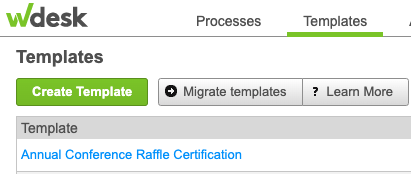 wdesk
Processes Templates
Templates
Create Template Migrate templates ? Learn More
Template
Annual Conference Raffle Certification